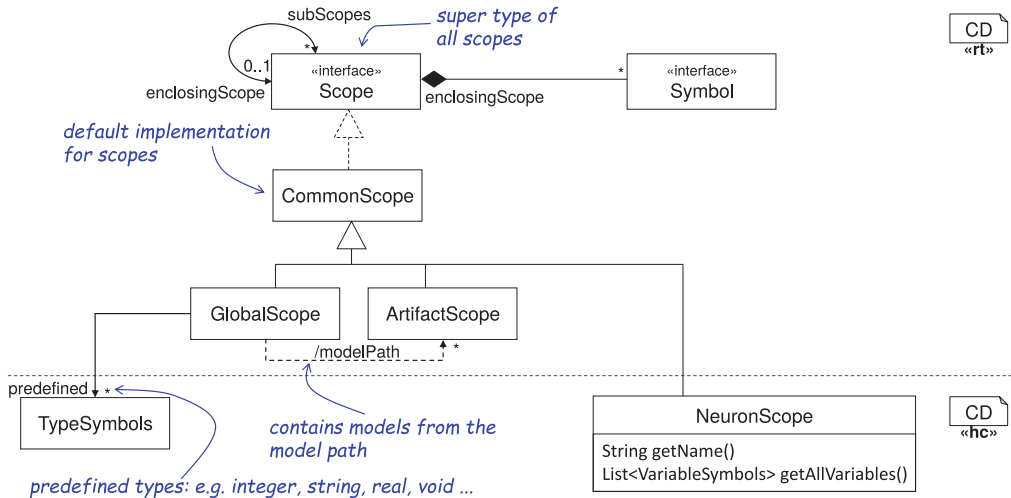 subScopes
super type of
all scopes
CD
«rt»
*
0..1
«interface»
Scope
*
«interface»
Symbol
enclosingScope
enclosingScope
default implementation
for scopes
CommonScope
GlobalScope
ArtifactScope
/modelPath
*
predefined
*
TypeSymbols
contains models from the
model path
NeuronScope
String getName()
List<VariableSymbols> getAllVariables()
CD
«hc»
predefined types: e.g. integer, string, real, void ...